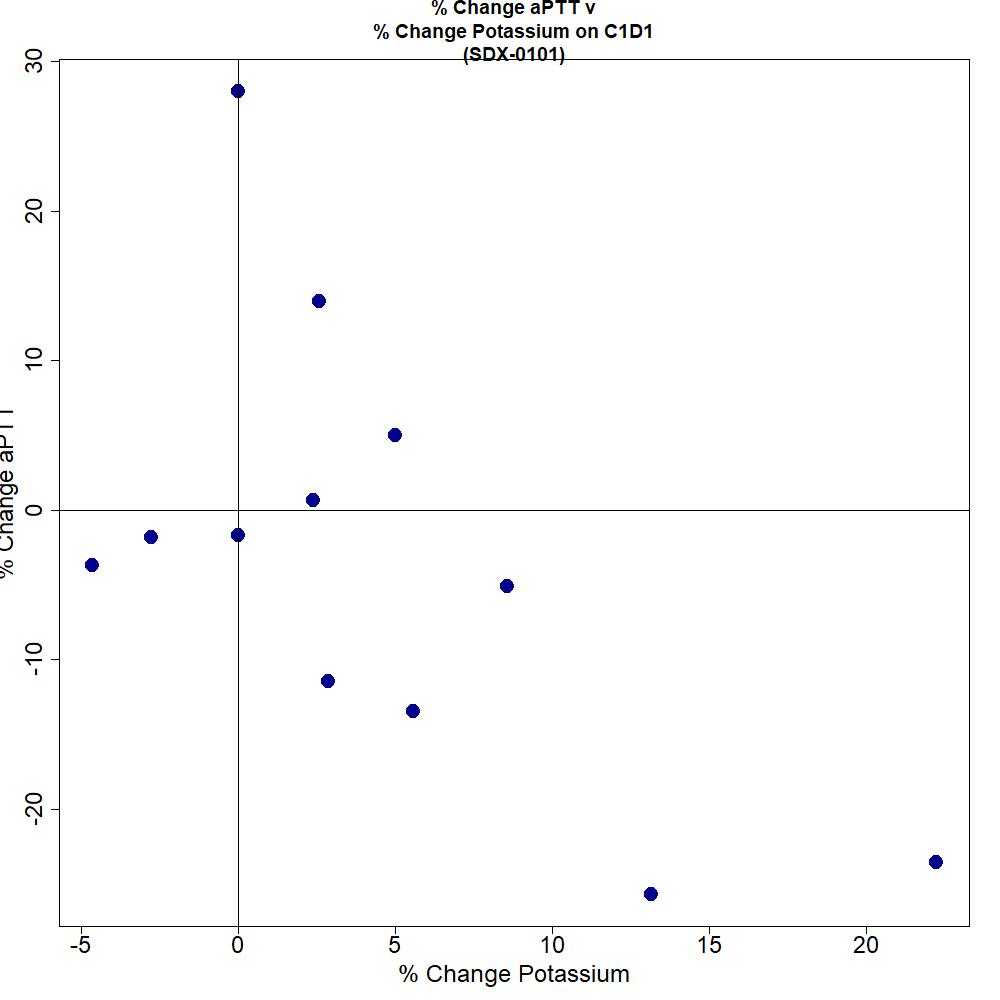 % Change aPTT v
% Change Potassium on C1D1
(SDX-0101)
30
20
10
0
-10
-20
% Change aPTT
-5
0
5
10
15
20
% Change Potassium